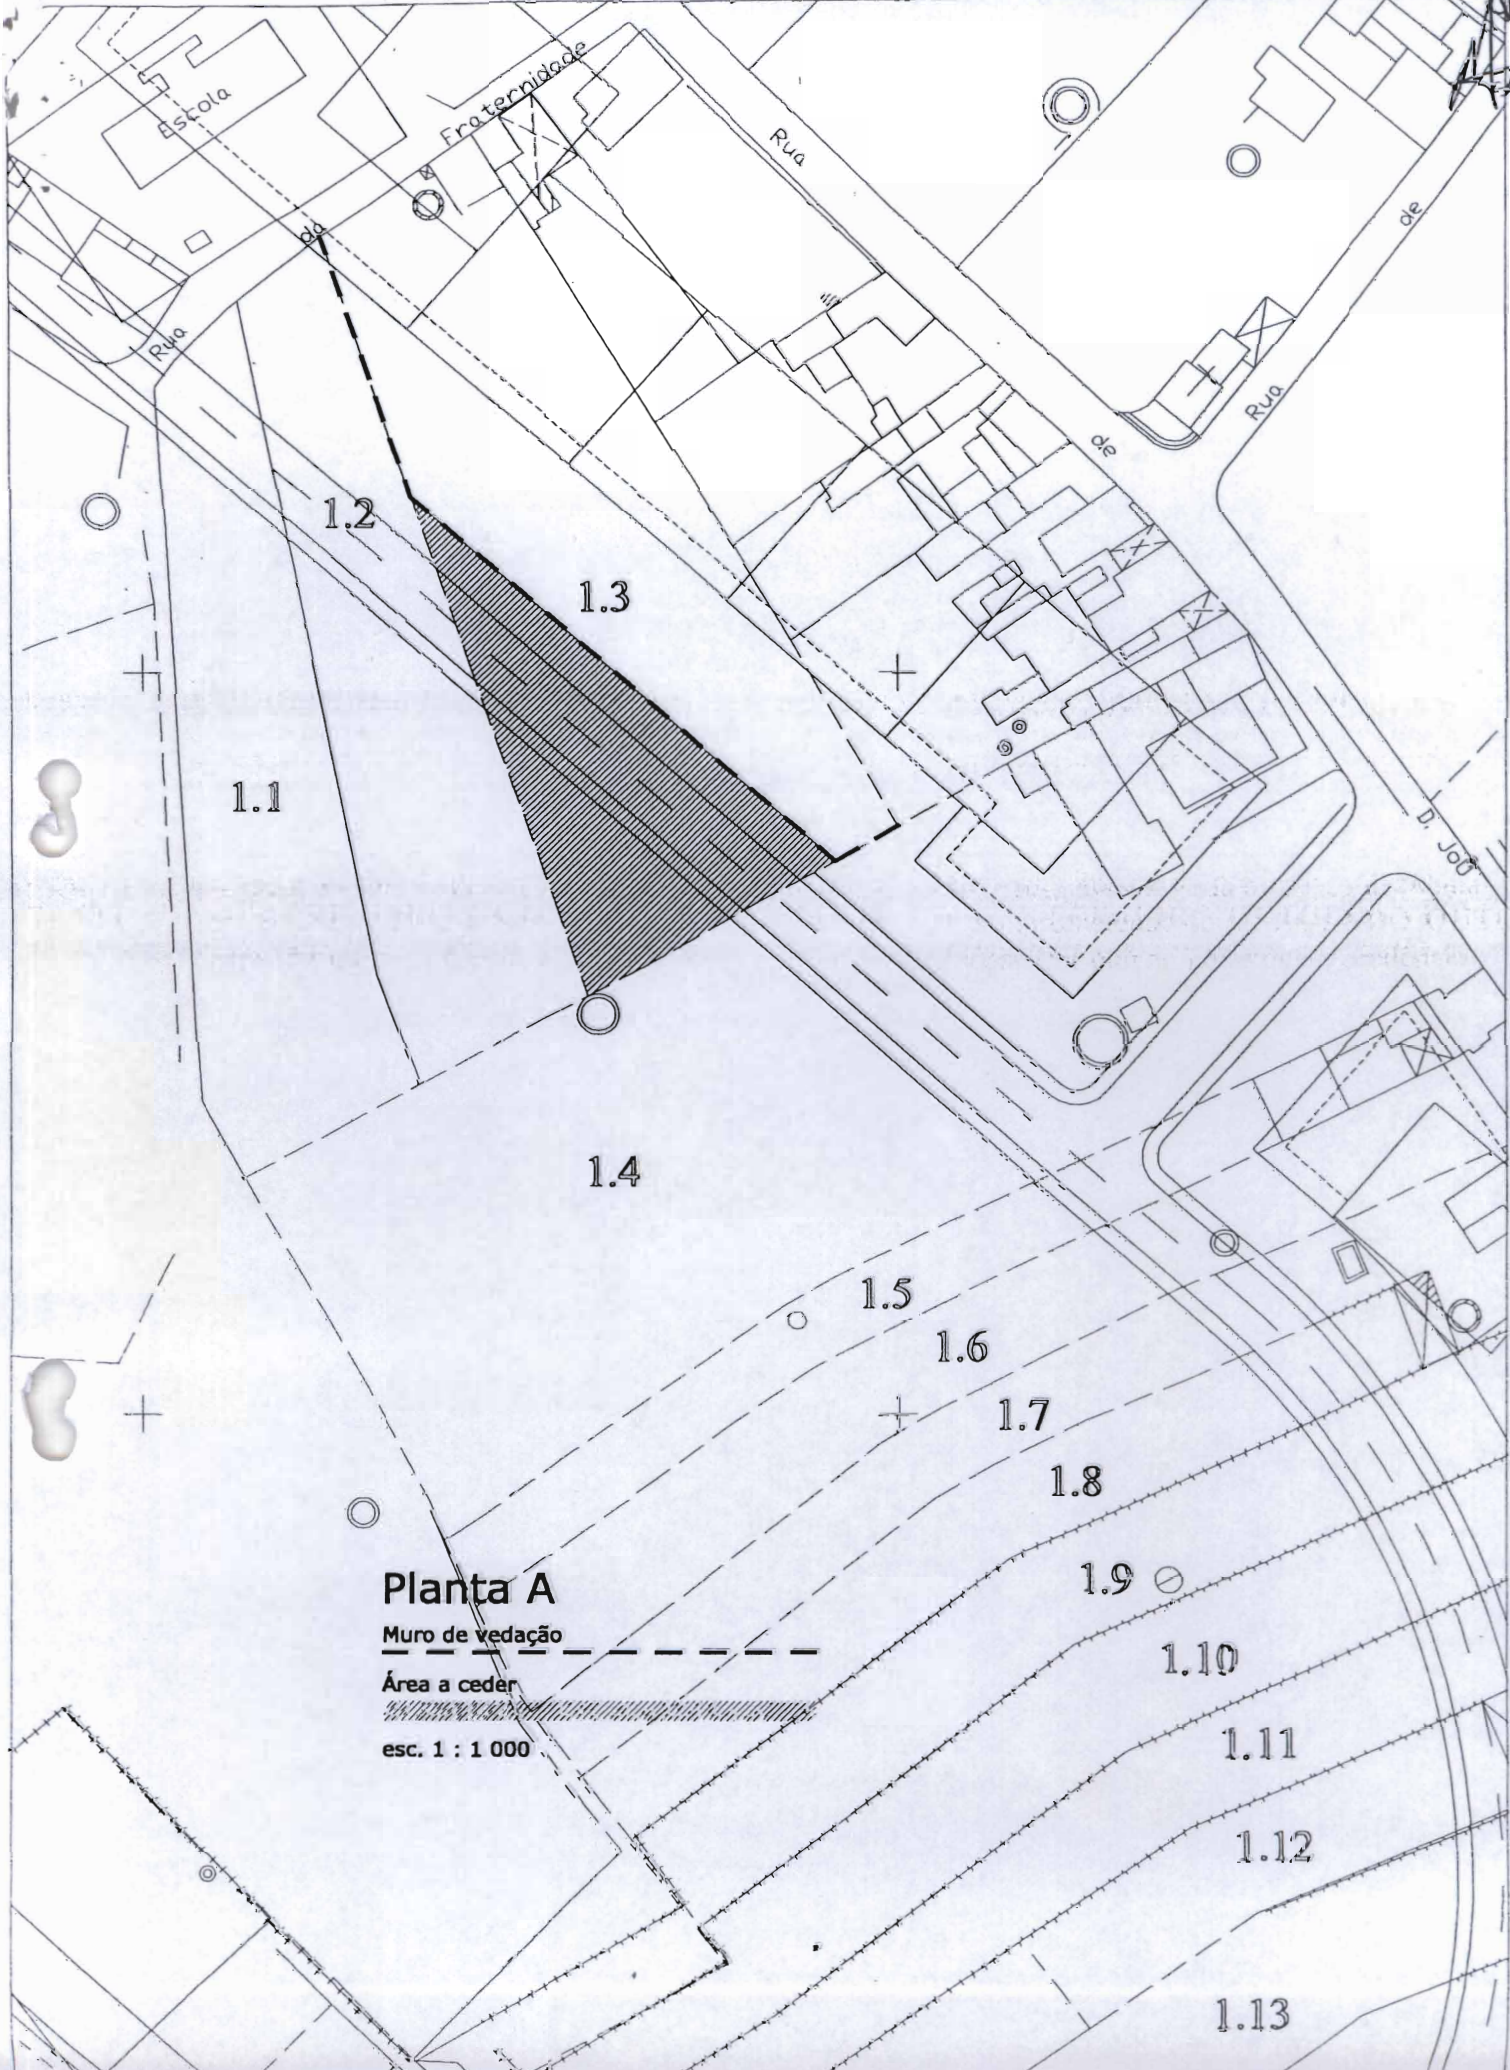 Escola
Fraternidade
da
Rua
Rua
de
Rua
de
D. João
1.2
1.3
1.1
1.4
1.5
1.6
1.7
1.8
1.9
1.10
1.11
1.12
1.13
Planta A
Muro de vedação
Área a ceder
esc. 1 : 1 000